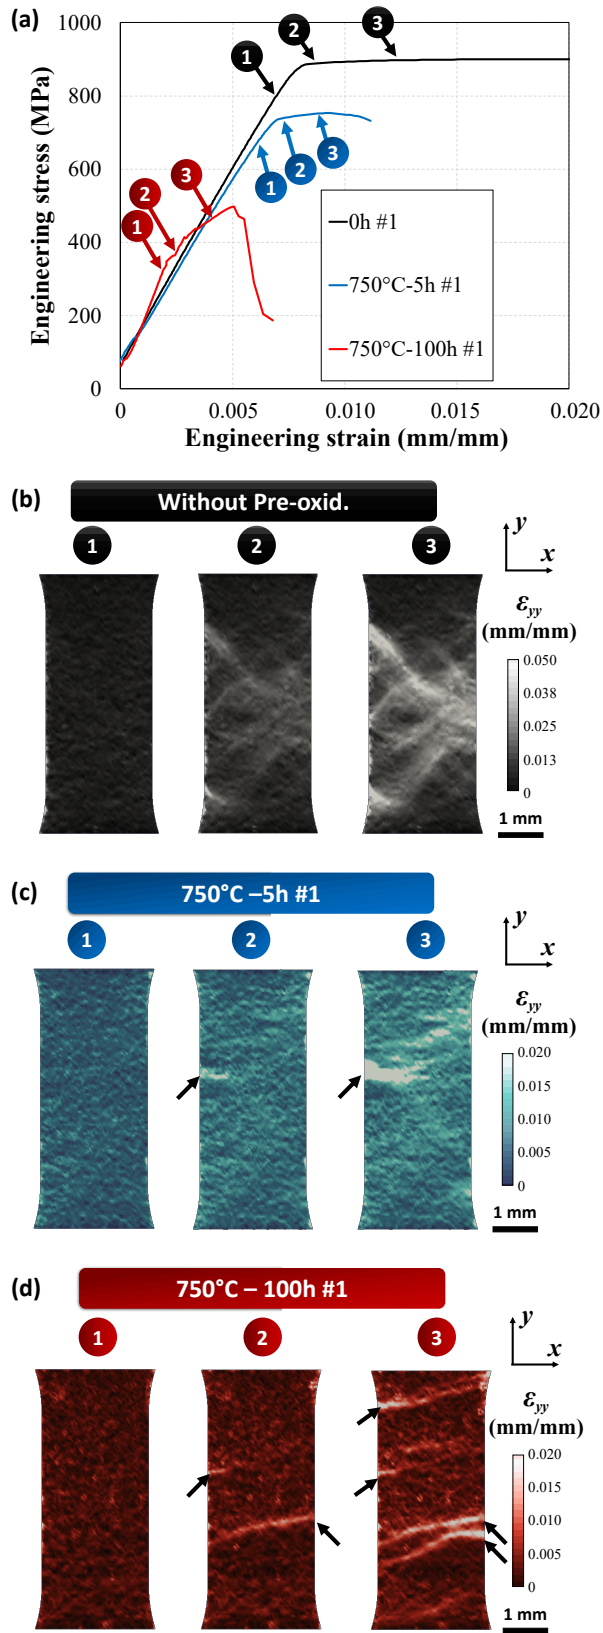 (a)
Engineering stress (MPa)
1000
800
600
400
200
0
1
2
3
1
2
3
1
2
3
0h #1
750°C-5h #1
750°C-100h #1
0
0.005
0.010
0.015
0.020
Engineering strain (mm/mm)
(b)
Without Pre-oxid.
1
2
3
y
x
εyy
(mm/mm)
0.050
0.038
0.025
0.013
0
1 mm
(c)
750°C –5h #1
1
2
3
y
x
εyy
(mm/mm)
0.020
0.015
0.010
0.005
0
1 mm
(d)
750°C – 100h #1
1
2
3
y
x
εyy
(mm/mm)
0.020
0.015
0.010
0.005
0
1 mm